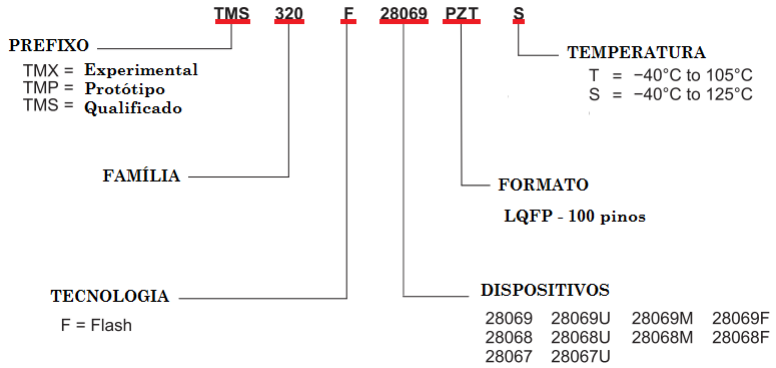 TMS 320 F 28069 PZT S
PREFIXO
TMX = Experimental
TMP = Protótipo
TMS = Qualificado
TEMPERATURA
T = −40°C to 105°C
S = −40°C to 125°C
FAMÍLIA
FORMATO
LQFP - 100 pinos
TECNOLOGIA
F = Flash
DISPOSITIVOS
28069 28069U 28069M 28069F
28068 28068U 28068M 28068F
28067 28067U